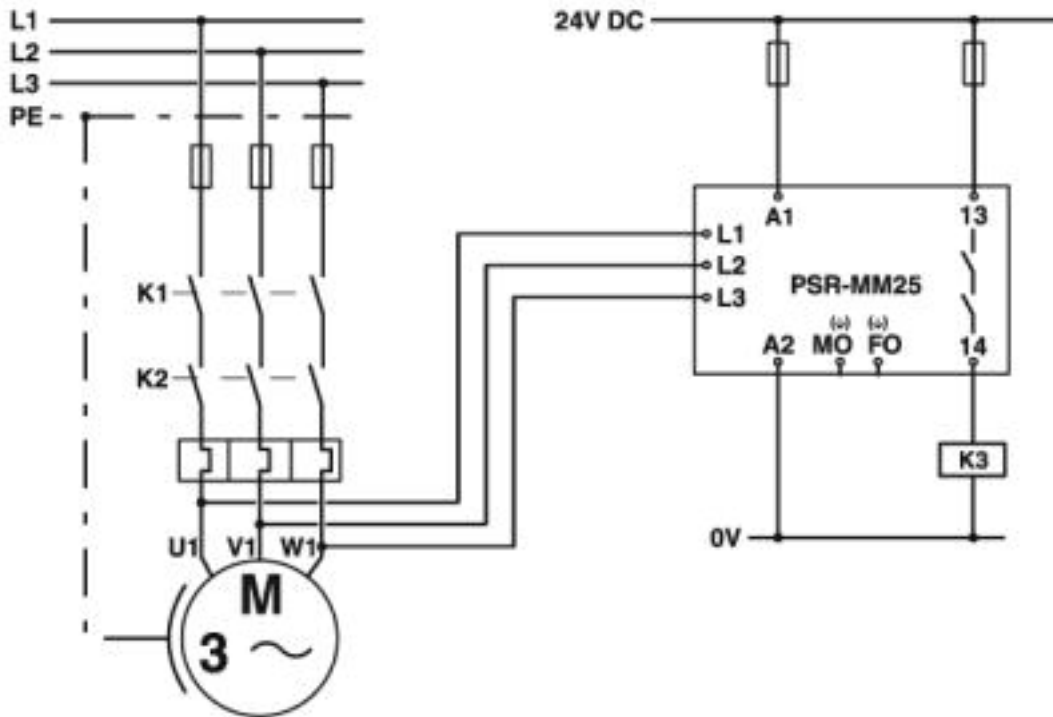 L1
L2
L3
PE
24V DC
A1
13
L1
L2
L3
PSR-MM25
K1
K2
(↓) (↓)
A2 MO FO 14
K3
U1 V1 W1
0V
M
3 ~